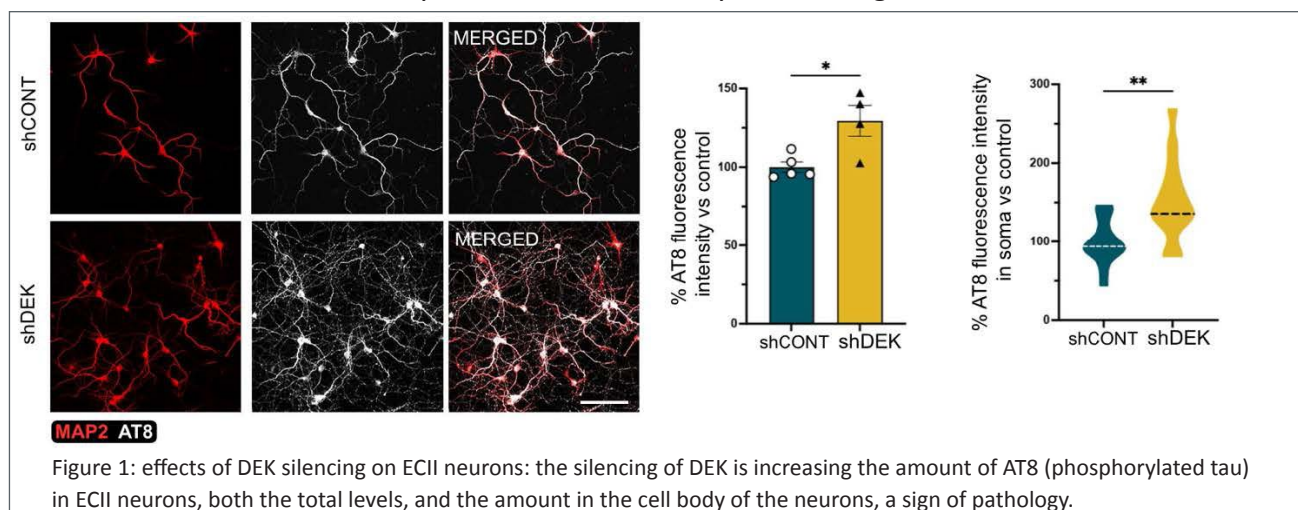 shCONT
MERGED
shDEK
MERGED
MAP2 AT8
% AT8 fluorescence
intensity vs control
150
100
50
0
*
shCONT
shDEK
% AT8 fluorescence intensity
in soma vs control
300
200
100
0
**
shCONT
shDEK
Figure 1: effects of DEK silencing on ECII neurons: the silencing of DEK is increasing the amount of AT8 (phosphorylated tau)
in ECII neurons, both the total levels, and the amount in the cell body of the neurons, a sign of pathology.